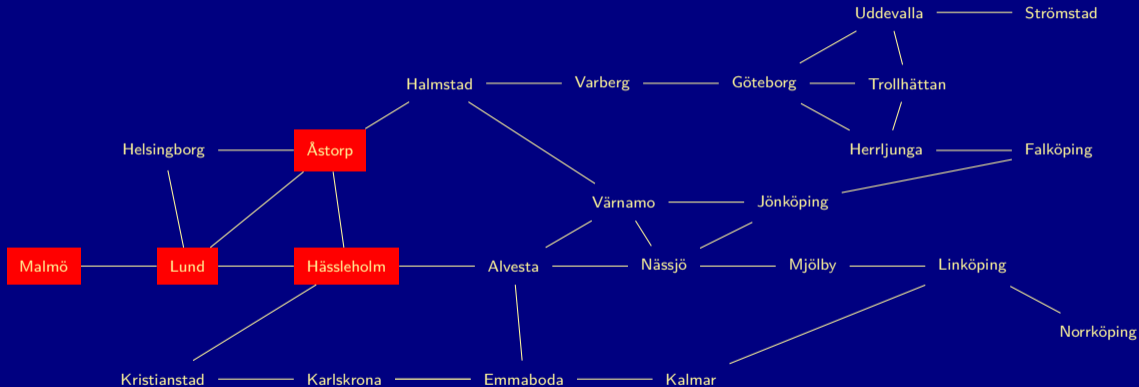 Uddevalla Strömstad
Halmstad Varberg Göteborg Trollhättan
Helsingborg Åstorp Herrljunga Falköping
Värnamo Jönköping
Malmö Lund Hässleholm Alvesta Nässjö Mjölby Linköping
Norrköping
Kristianstad Karlskrona Emmaboda Kalmar